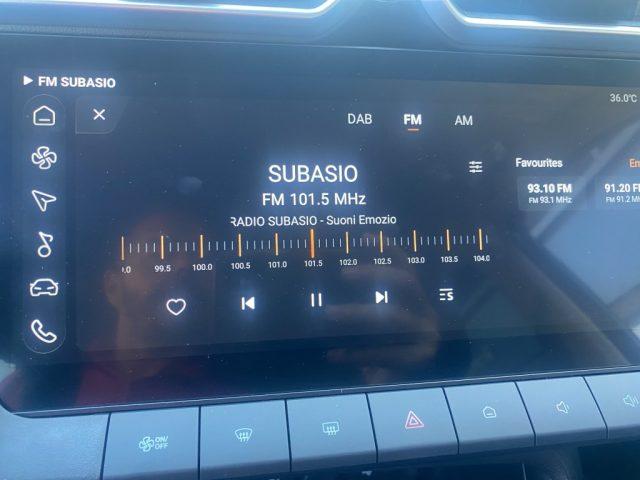 FM SUBASIO
36.0°C
DAB FM AM
SUBASIO
FM 101.5 MHz
RADIO SUBASIO - Suoni Emozio
.0 99.5 100.0 100.5 101.0 101.5 102.0 102.5 103.0 103.5 104.0
Favourites
93.10 FM
FM 93.1 MHz
91.20 F
FM 91.2 MH
ON/
OFF